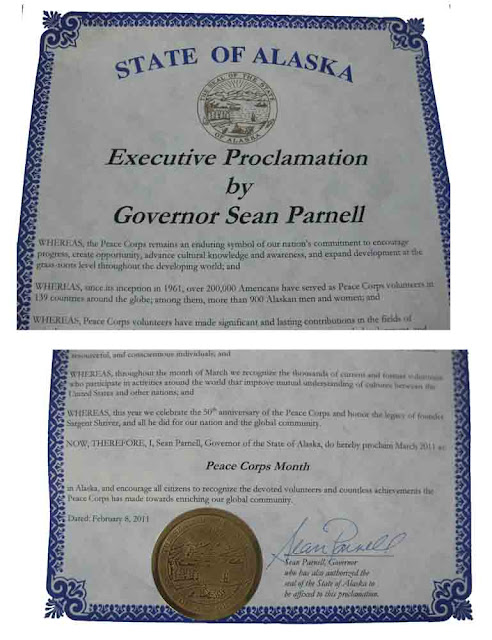 STATE OF ALASKA
THE SEAL OF THE STATE
OF ALASKA
Executive Proclamation
by
Governor Sean Parnell
WHEREAS, the Peace Corps remains an enduring symbol of our nation's commitment to encourage
progress, create opportunity, advance cultural knowledge and awareness, and expand development at the
grass-roots level throughout the developing world; and
WHEREAS, since its inception in 1961, over 200,000 Americans have served as Peace Corps volunteers in
139 countries around the globe; among them, more than 900 Alaskan men and women; and
WHEREAS, Peace Corps volunteers have made significant and lasting contributions in the fields of
resourceful, and conscientious individuals; and
WHEREAS, throughout the month of March we recognize the thousands of current and former volunteers
who participate in activities around the world that improve mutual understanding of cultures between the
United States and other nations; and
WHEREAS, this year we celebrate the 50th anniversary of the Peace Corps and honor the legacy of founder
Sargent Shriver, and all he did for our nation and the global community.
NOW, THEREFORE, I, Sean Parnell, Governor of the State of Alaska, do hereby proclaim March 2011 as:
Peace Corps Month
in Alaska, and encourage all citizens to recognize the devoted volunteers and countless achievements the
Peace Corps has made towards enriching our global community.
Dated: February 8, 2011
Sean Parnell
Sean Parnell, Governor
who has also authorized the
seal of the State of Alaska to
be affixed to this proclamation.